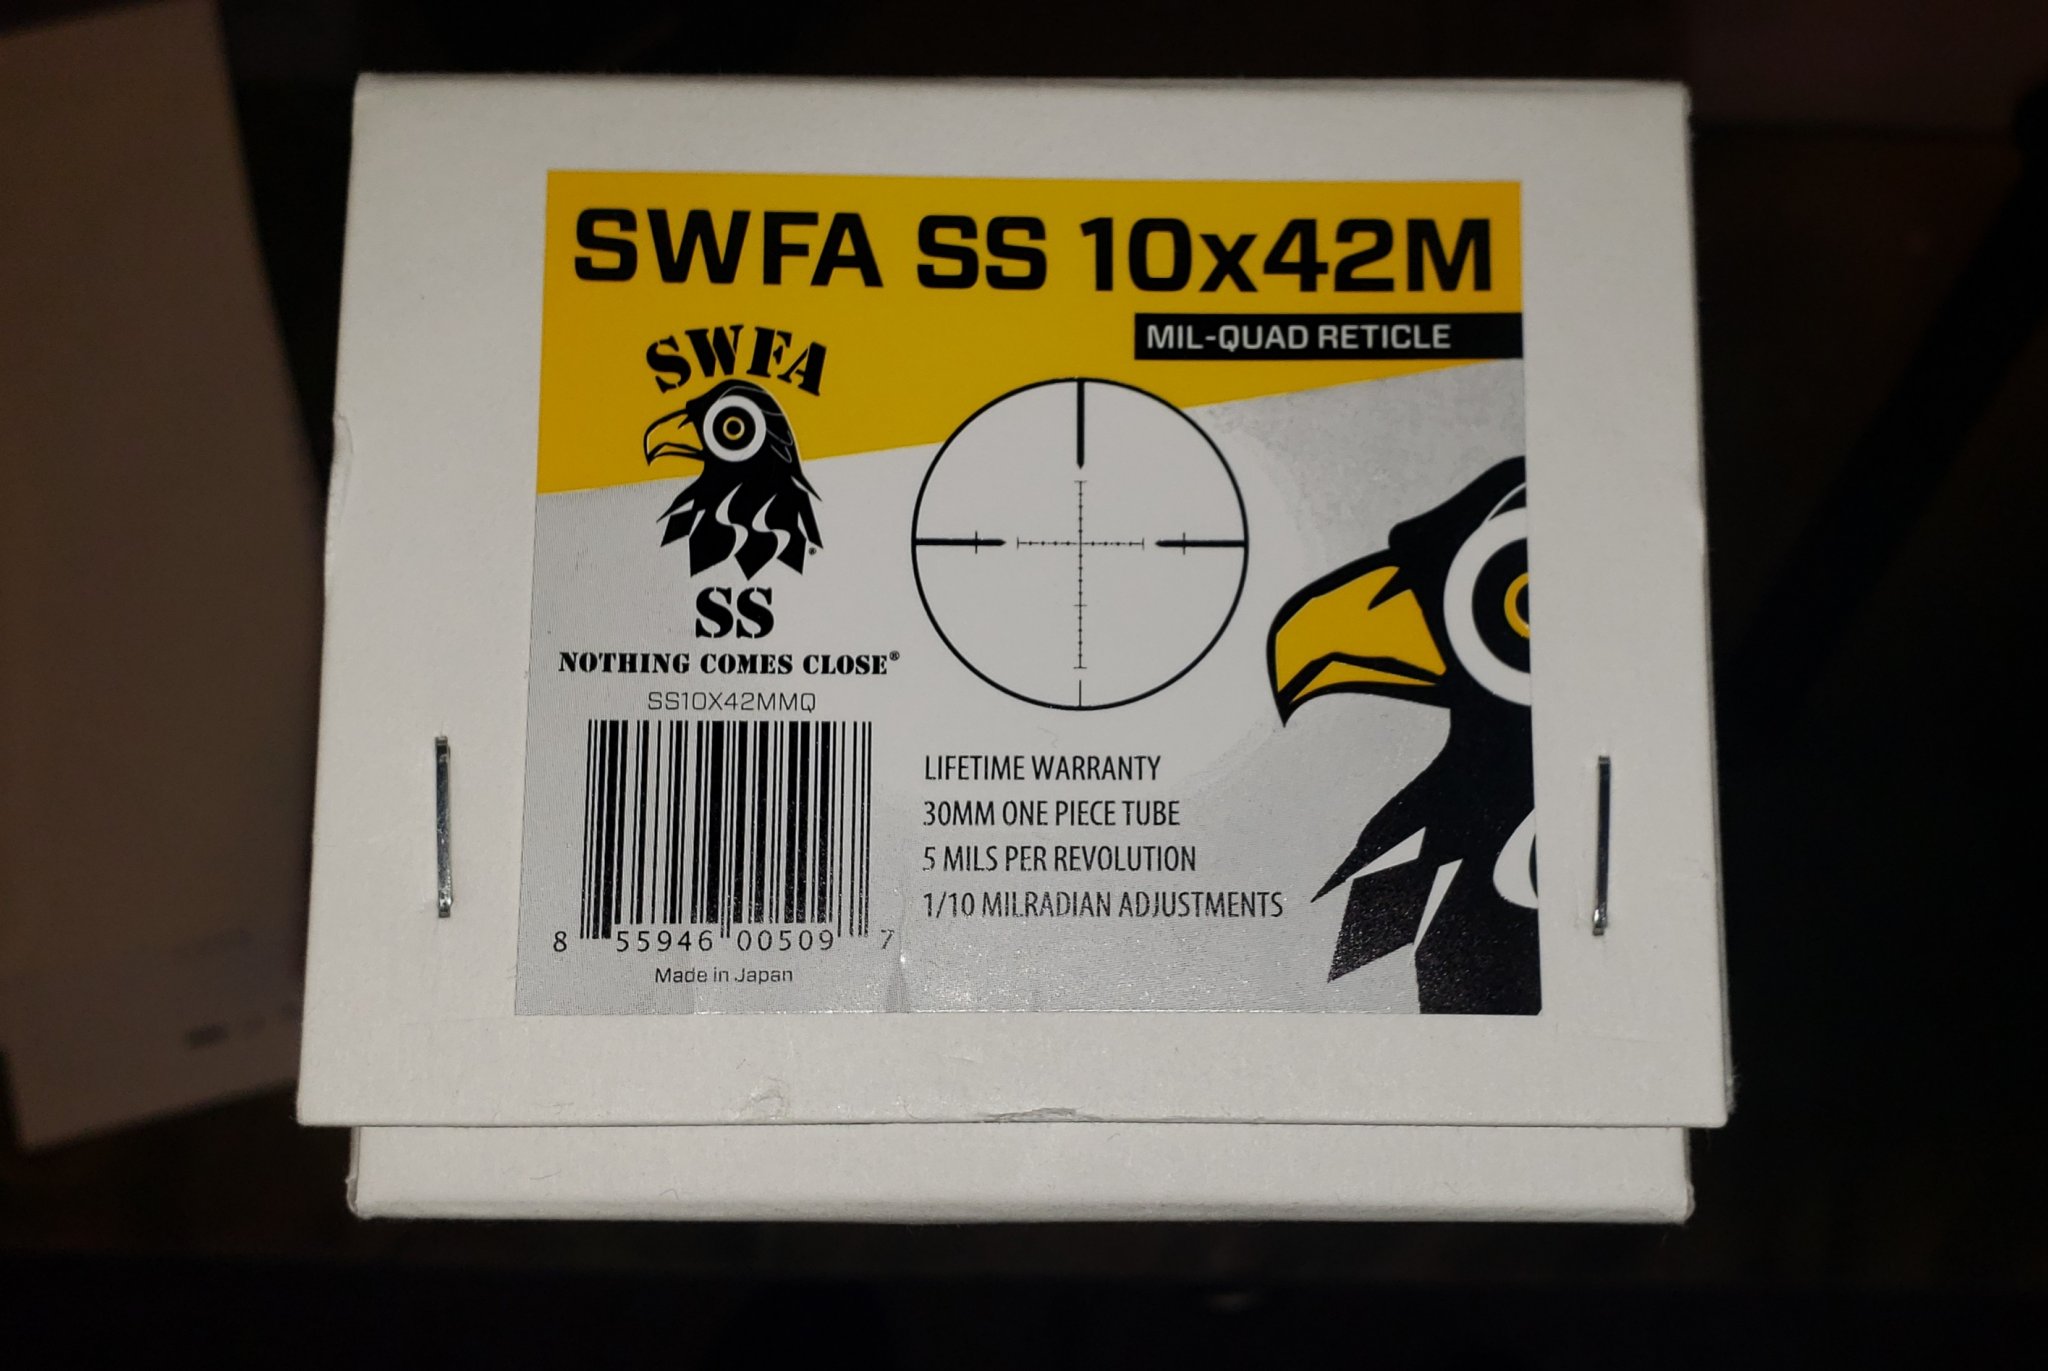 SWFA SS 10x42M
MIL-QUAD RETICLE
SWFA
SS
SS
NOTHING COMES CLOSE®
SS10X42MMQ
8 55946 00509 7
Made in Japan
LIFETIME WARRANTY
30MM ONE PIECE TUBE
5 MILS PER REVOLUTION
1/10 MILRADIAN ADJUSTMENTS